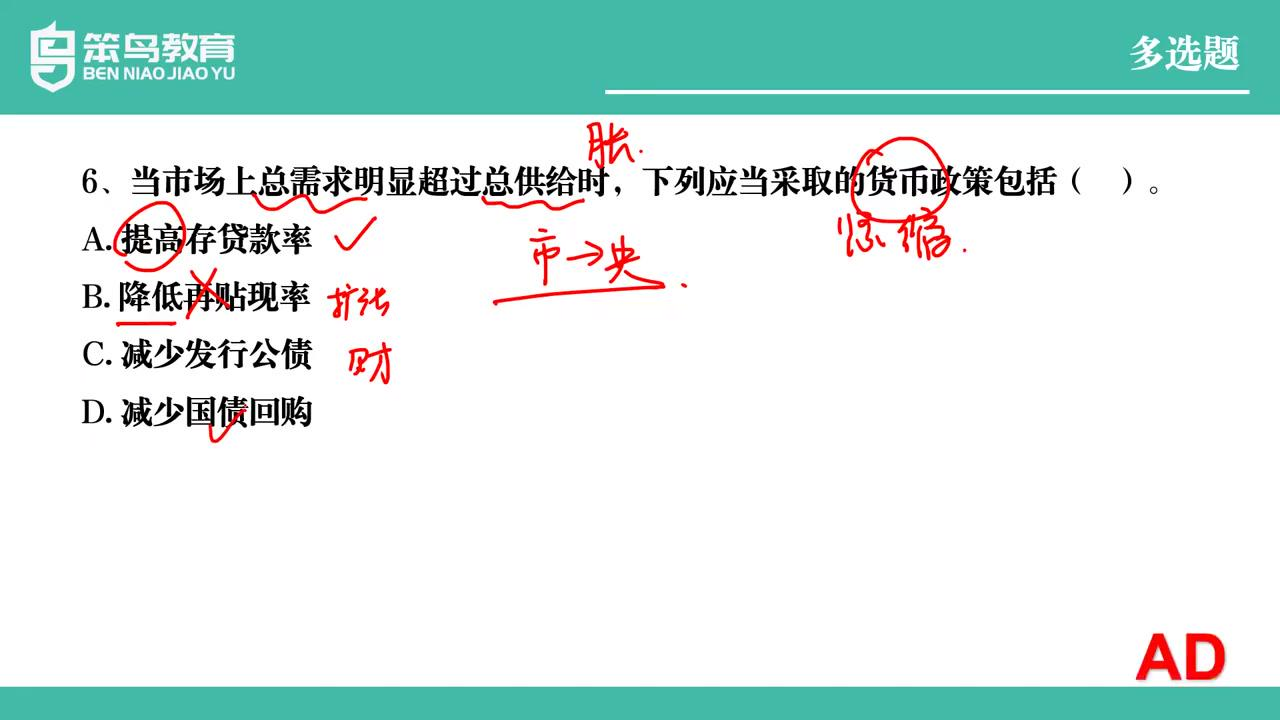 笨鸟教育
BEN NIAO JIAO YU
多选题
胀.
6、当市场上总需求明显超过总供给时，下列应当采取的货币政策包括（ ）。
紧缩.
A. 提高存贷款率
市→央
B. 降低再贴现率 扩张
C. 减少发行公债 财
D. 减少国债回购
AD